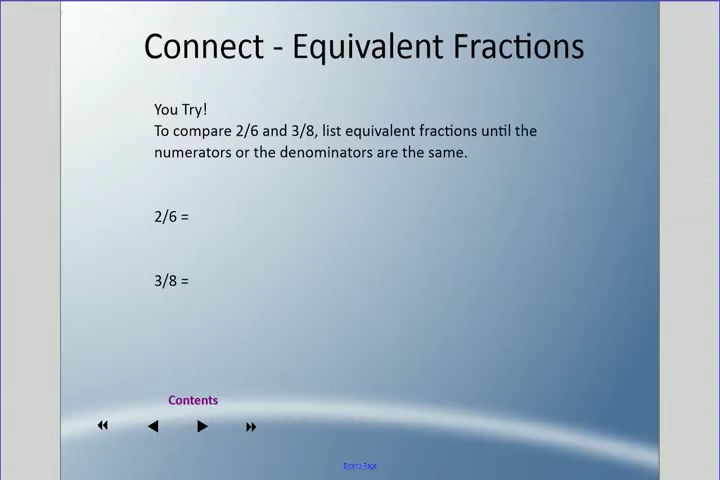 Connect - Equivalent Fractions
You Try!
To compare 2/6 and 3/8, list equivalent fractions until the
numerators or the denominators are the same.
2/6 =
3/8 =
Contents